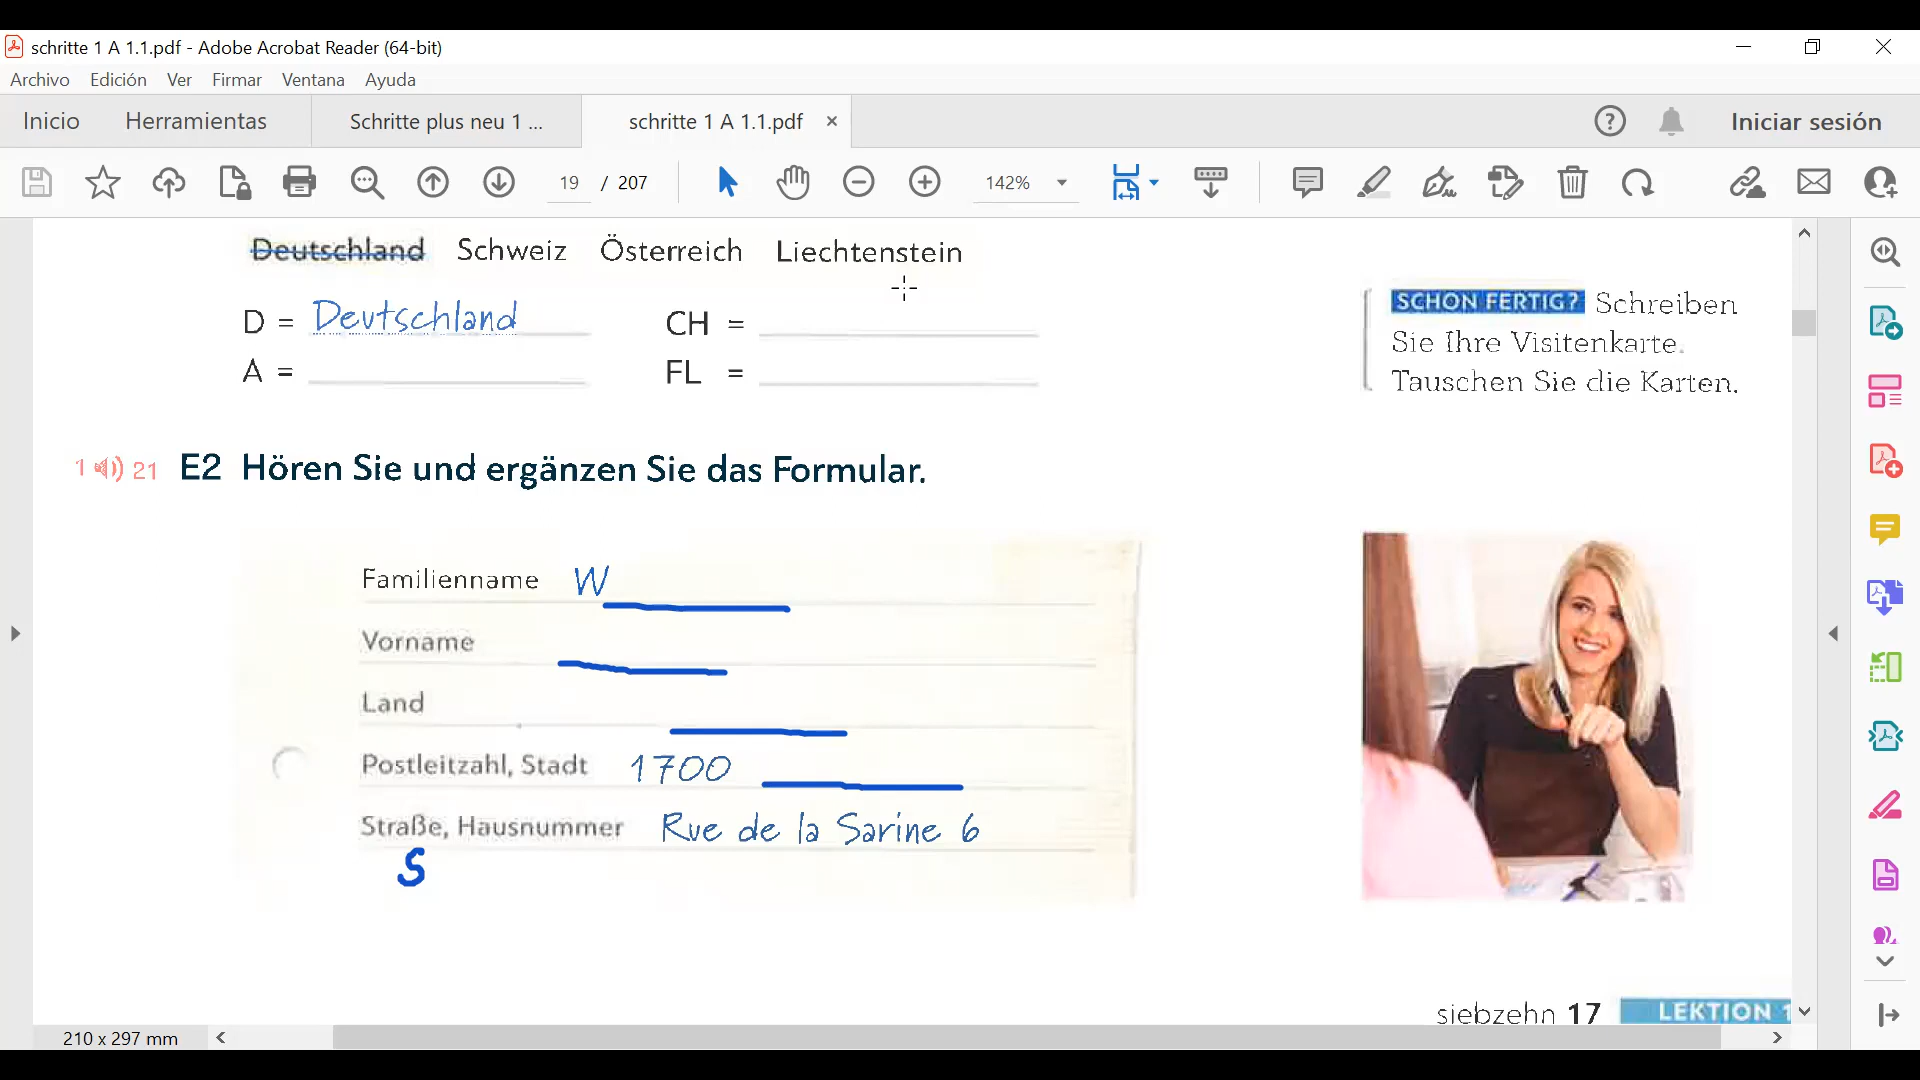 schritte 1 A 1.1.pdf - Adobe Acrobat Reader (64-bit)
Archivo Edición Ver Firmar Ventana Ayuda
Inicio Herramientas Schritte plus neu 1 ... schritte 1 A 1.1.pdf × Iniciar sesión
19 / 207 142%
Deutschland Schweiz Österreich Liechtenstein
D = Deutschland CH =
A = FL =
SCHON FERTIG? Schreiben
Sie Ihre Visitenkarte.
Tauschen Sie die Karten.
1 21 E2 Hören Sie und ergänzen Sie das Formular.
Familienname W
Vorname
Land
Postleitzahl, Stadt 1700
Straße, Hausnummer Rue de la Sarine 6
S
siebzehn 17 LEKTION 1
210 x 297 mm